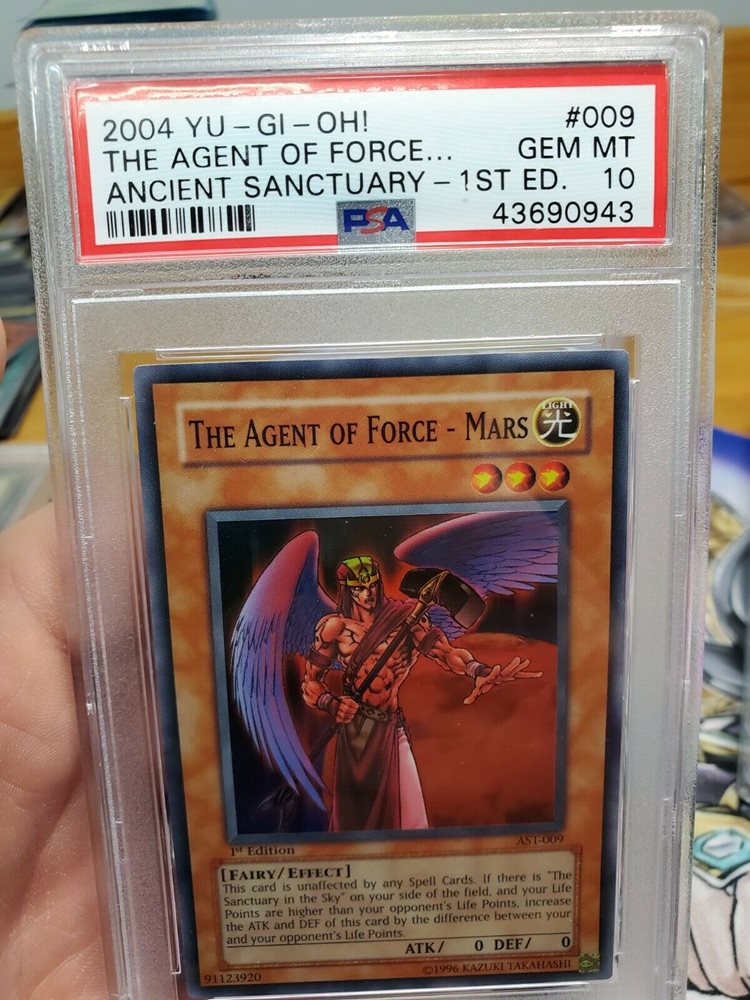 2004 YU-GI-OH! #009
THE AGENT OF FORCE... GEM MT
ANCIENT SANCTUARY-1ST ED. 10
PSA 43690943
THE AGENT OF FORCE - MARS
LIGHT
光
1st Edition AST-009
[FAIRY/EFFECT]
This card is unaffected by any Spell Cards. If there is "The
Sanctuary in the Sky" on your side of the field, and your Life
Points are higher than your opponent's Life Points, increase
the ATK and DEF of this card by the difference between your
and your opponent's Life Points.
ATK/ 0 DEF/ 0
91123920 ©1996 KAZUKI TAKAHASHI